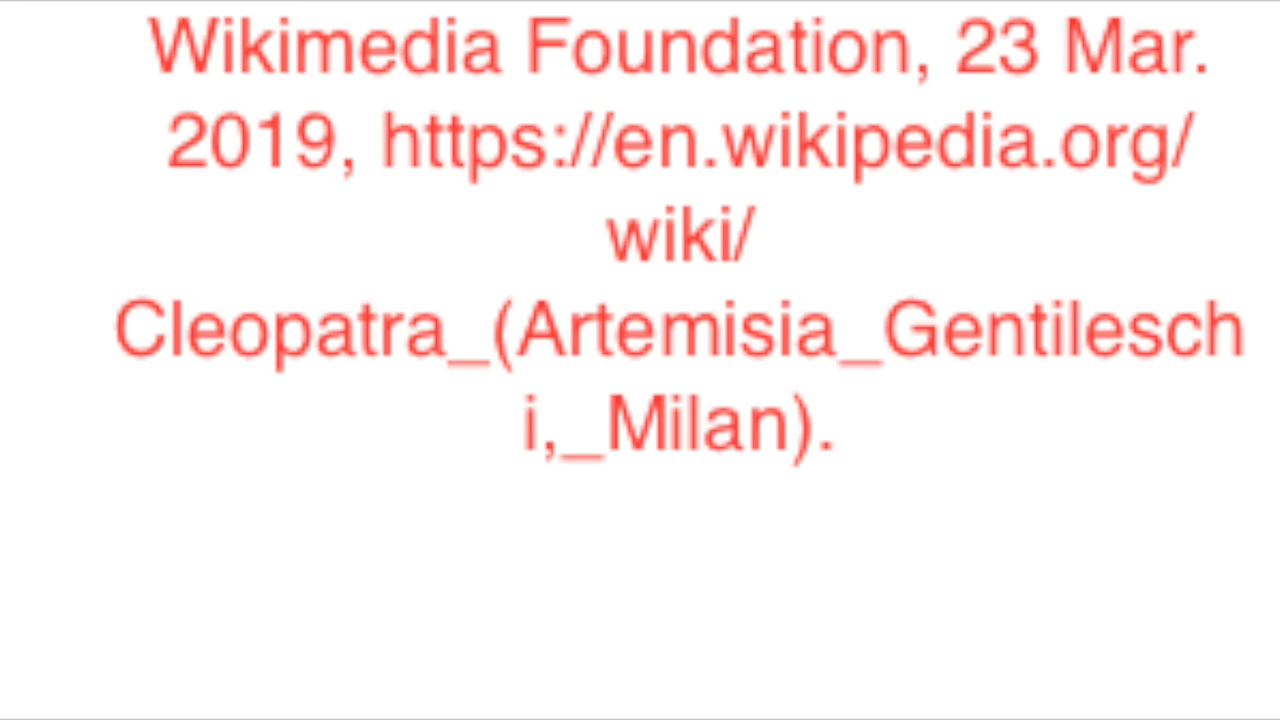 Wikimedia Foundation, 23 Mar.
2019, https://en.wikipedia.org/
wiki/
Cleopatra_(Artemisia_Gentilesch
i,_Milan).